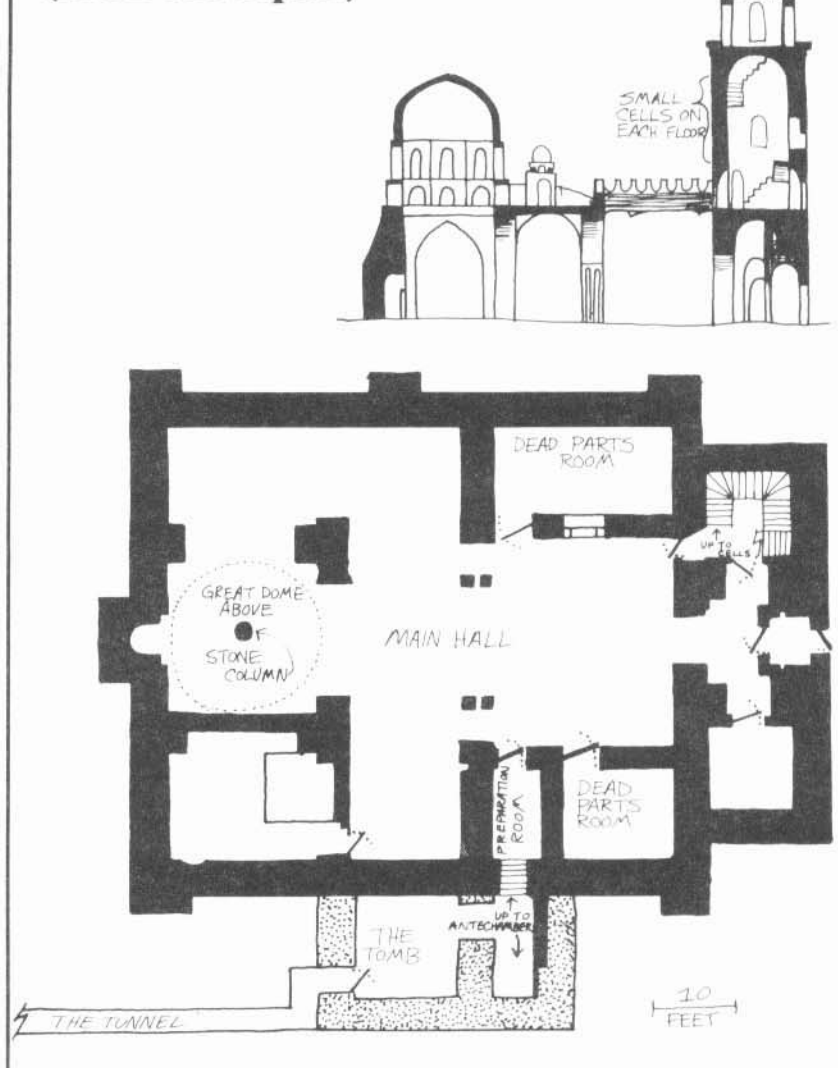 SMALL
CELLS ON
EACH FLOOR
DEAD PARTS
ROOM
UP TO
CELLS
GREAT DOME
ABOVE
F.
STONE
COLUMN
MAIN HALL
PREPARATION
ROOM
DEAD
PARTS
ROOM
UP TO
ANTECHAMBER
THE
TOMB
THE TUNNEL
10
FEET